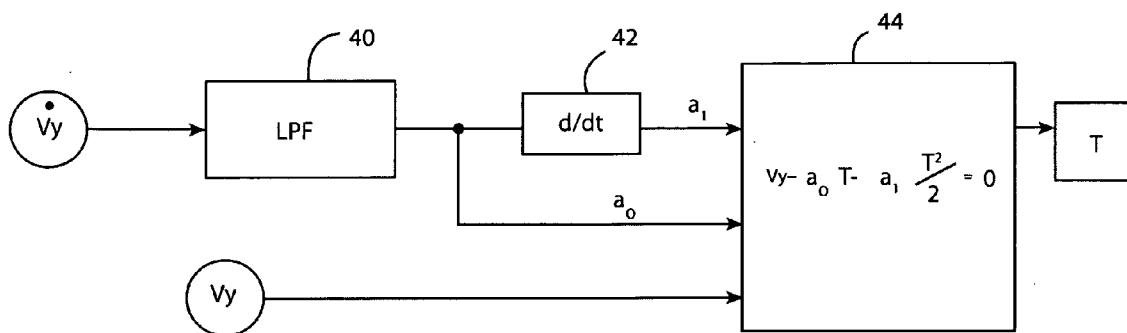 40
42
44
V̇y
LPF
d/dt
a₁
T
Vy– a₀ T- a₁ T²/2 = 0
a₀
Vy